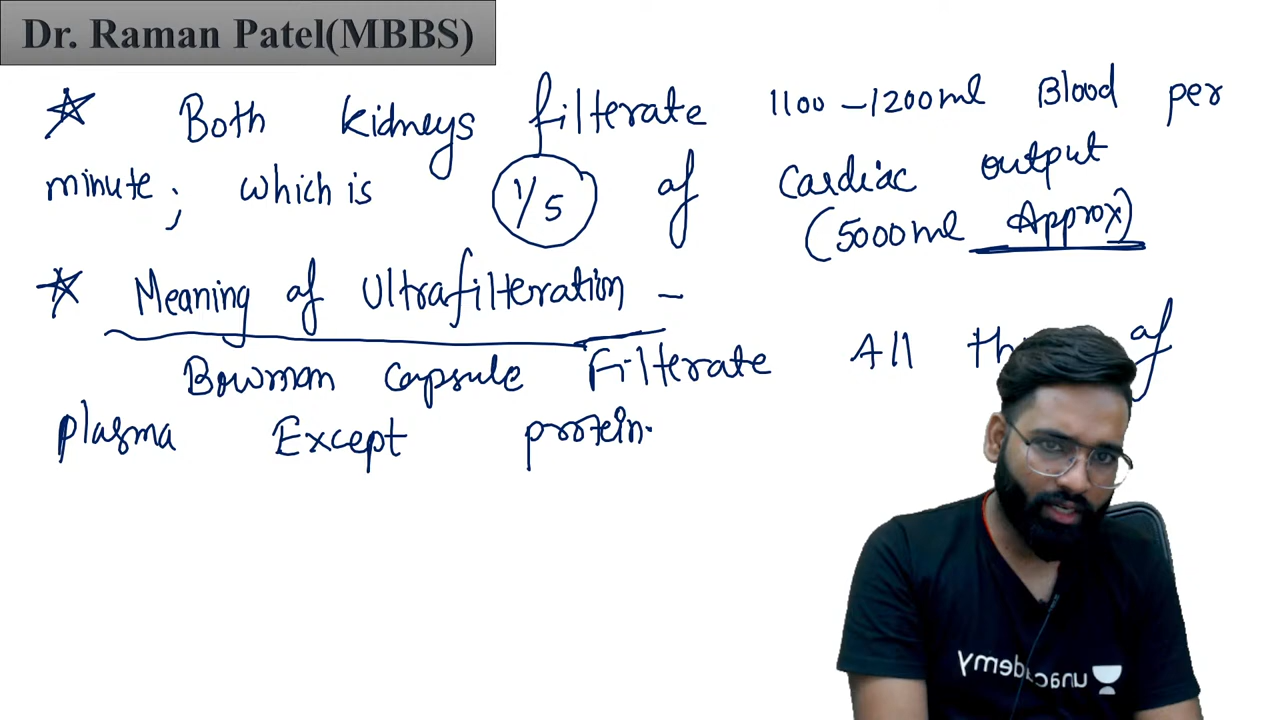 Dr. Raman Patel(MBBS)
Both kidneys filterate 1100-1200ml Blood per
minute; which is 1/5 of Cardiac output
(5000ml Approx)
Meaning of Ultrafilteration -
Bowman Capsule Filterate All of
plasma Except protein.
unacademy